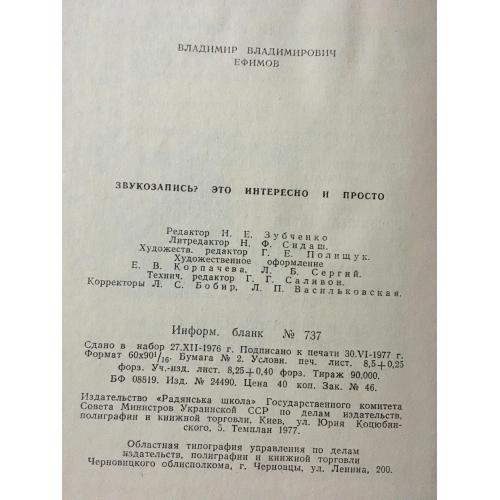 ВЛАДИМИР ВЛАДИМИРОВИЧ
ЕФИМОВ
ЗВУКОЗАПИСЬ? ЭТО ИНТЕРЕСНО И ПРОСТО
Редактор Н. Е. Зубченко
Литредактор Н. Ф. Сидаш.
Художеств. редактор Г. Е. Полищук.
Художественное оформление
Е. В. Корпачева, Л. Б. Сергий.
Технич. редактор Г. Г. Саливон.
Корректоры Л. С. Бобир, Л. П. Васильковская.
Информ. бланк № 737
Сдано в набор 27.XII-1976 г. Подписано к печати 30.VI-1977 г.
Формат 60х90 1/16. Бумага № 2. Условн. печ. лист. 8,5+0,25
форз. Уч.-изд. лист. 8,25+0,40 форз. Тираж 90,000.
БФ 08519. Изд. № 24490. Цена 40 коп. Зак. № 46.
Издательство «Радянська школа» Государственного комитета
Совета Министров Украинской ССР по делам издательств,
полиграфии и книжной торговли, Киев, ул. Юрия Коцюбин-
ского, 5. Темплан 1977.
Областная типография управления по делам
издательств, полиграфии и книжной торговли
Черновицкого облисполкома, г. Черновцы, ул. Ленина, 200.